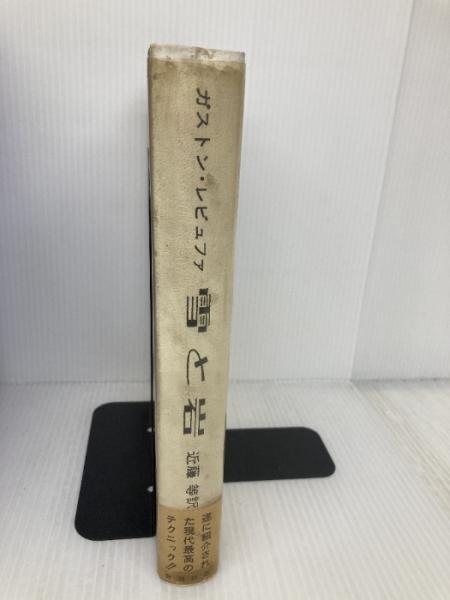 ガストン・レビュファ
雪と岩
近藤等訳
遂に紹介され
た現代最高の
テクニック!!